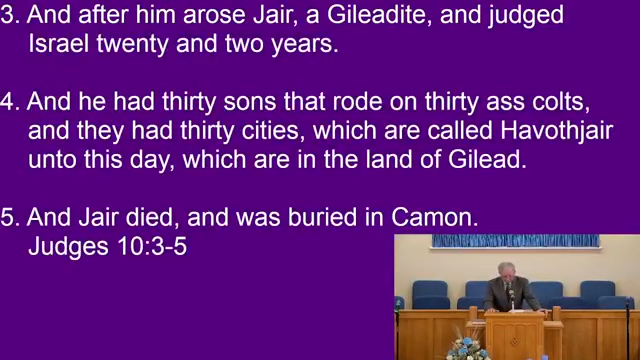 3. And after him arose Jair, a Gileadite, and judged
Israel twenty and two years.
4. And he had thirty sons that rode on thirty ass colts,
and they had thirty cities, which are called Havothjair
unto this day, which are in the land of Gilead.
5. And Jair died, and was buried in Camon.
Judges 10:3-5